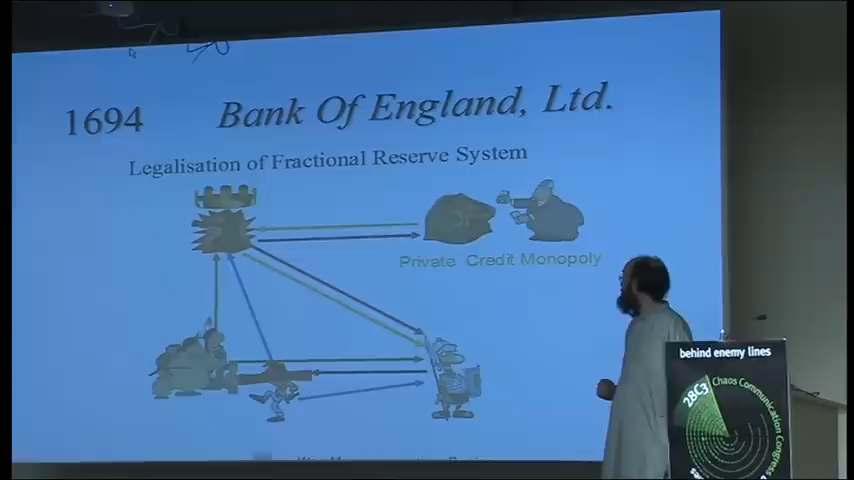 1694 Bank Of England, Ltd.
Legalisation of Fractional Reserve System
Private Credit Monopoly
behind enemy lines
28C3
Chaos Communication Congress